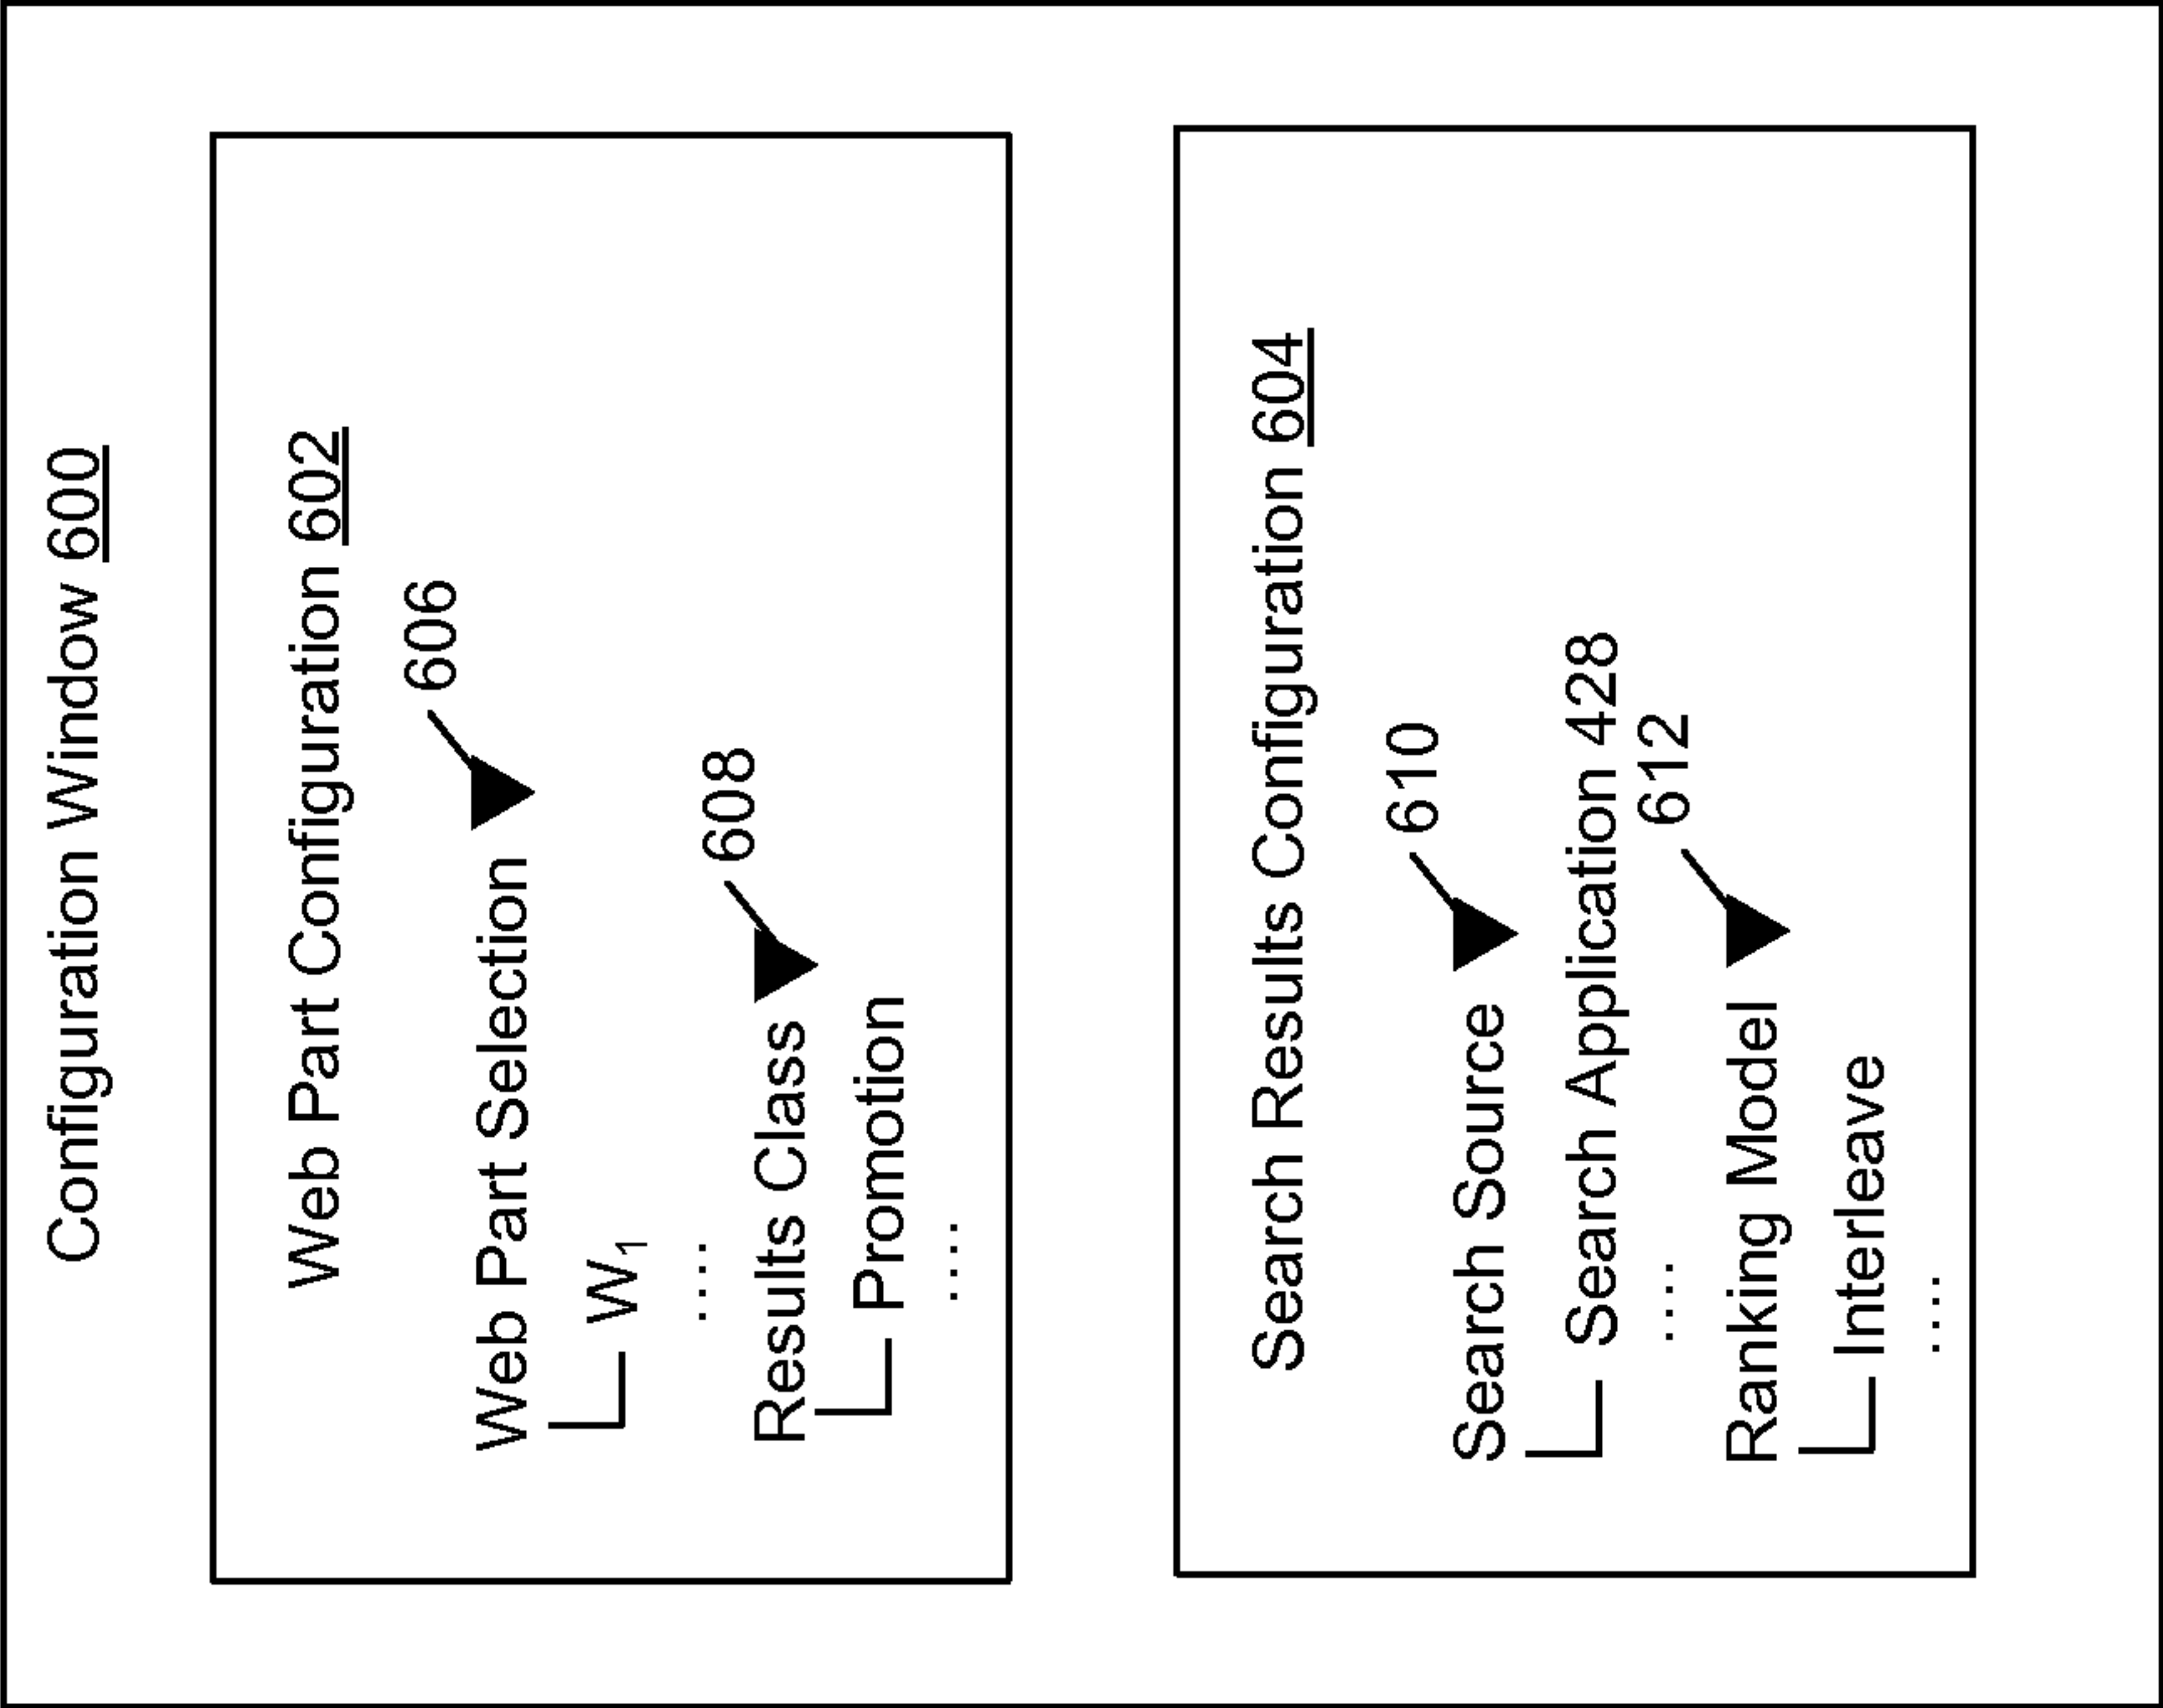 Configuration Window 600
Web Part Configuration 602
606
Web Part Selection
W1
....
608
Results Class
Promotion
....
Search Results Configuration 604
610
Search Source
Search Application 428
....
612
Ranking Model
Interleave
....